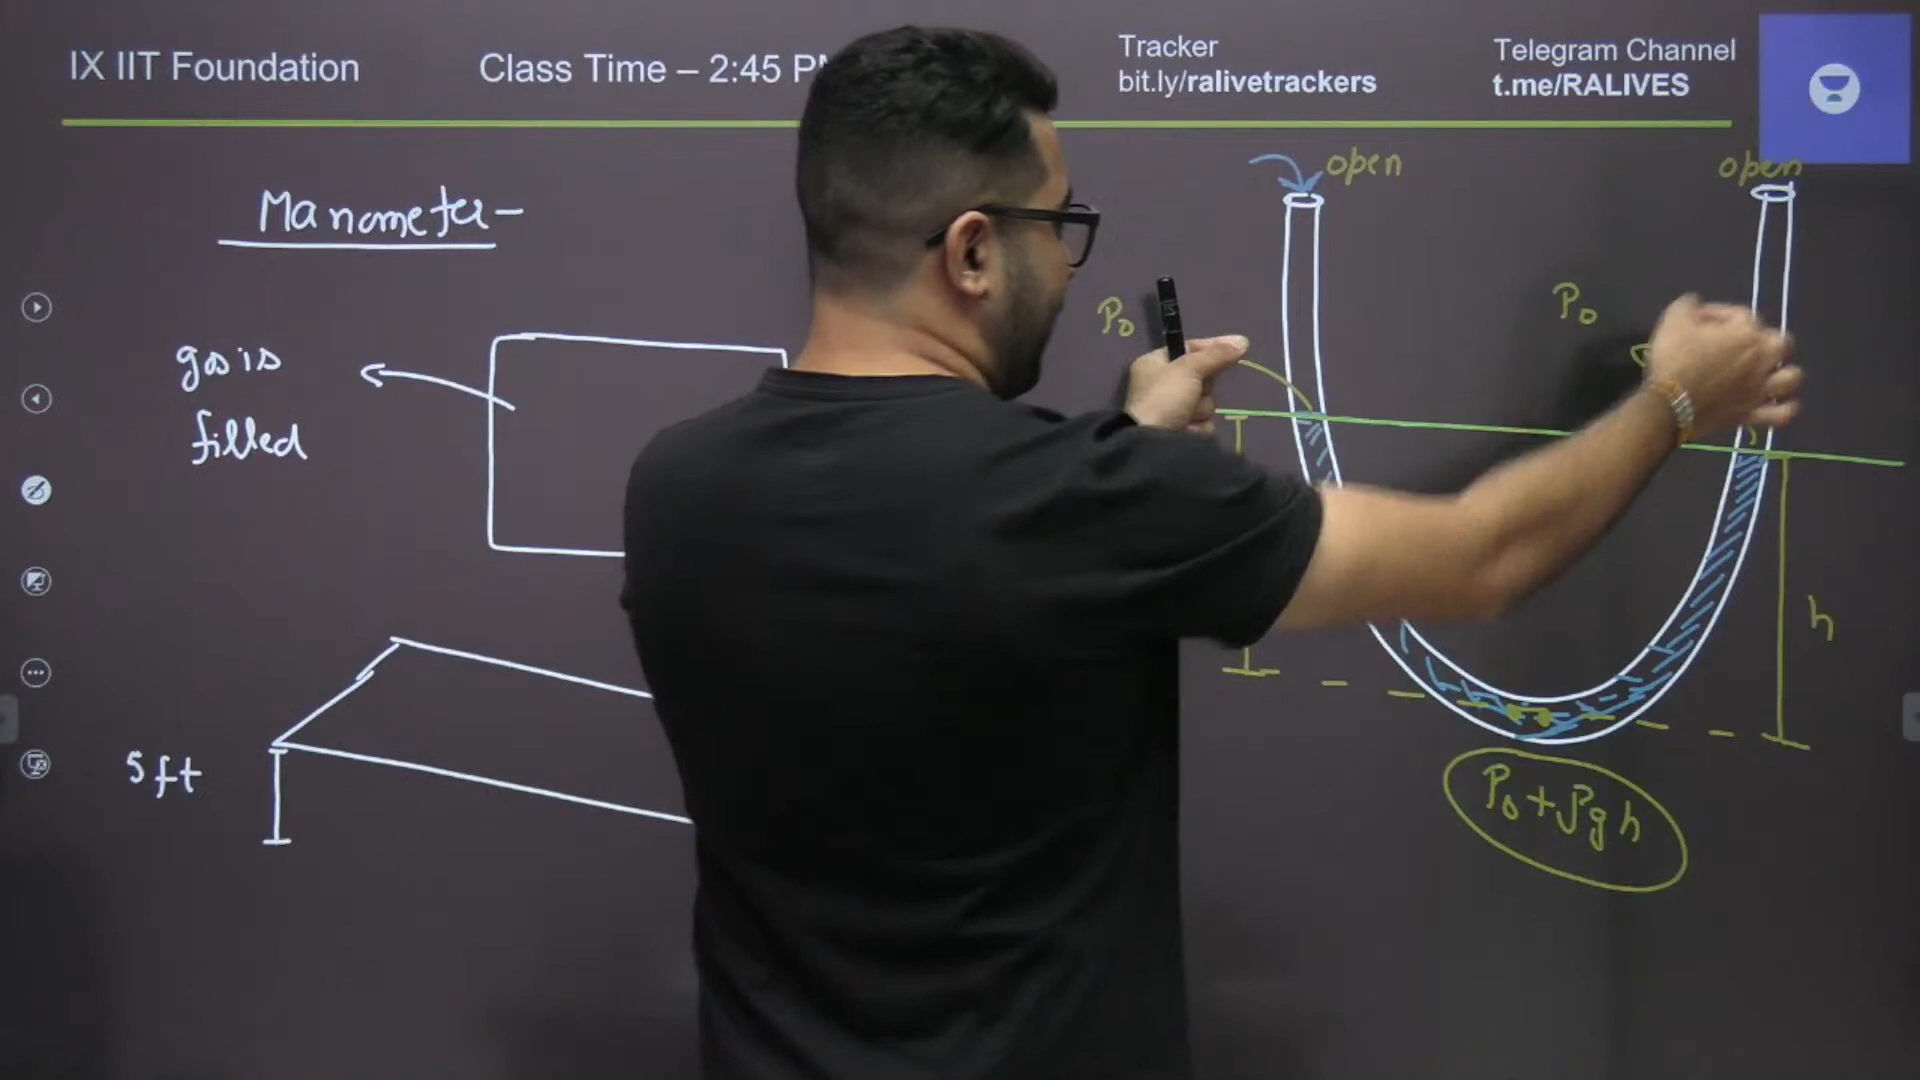 IX IIT Foundation
Class Time – 2:45 PM
Tracker
bit.ly/ralivetrackers
Telegram Channel
t.me/RALIVES
Manometer-
gas is
filled
5ft
open
open
P0
P0
h
P0+ρgh